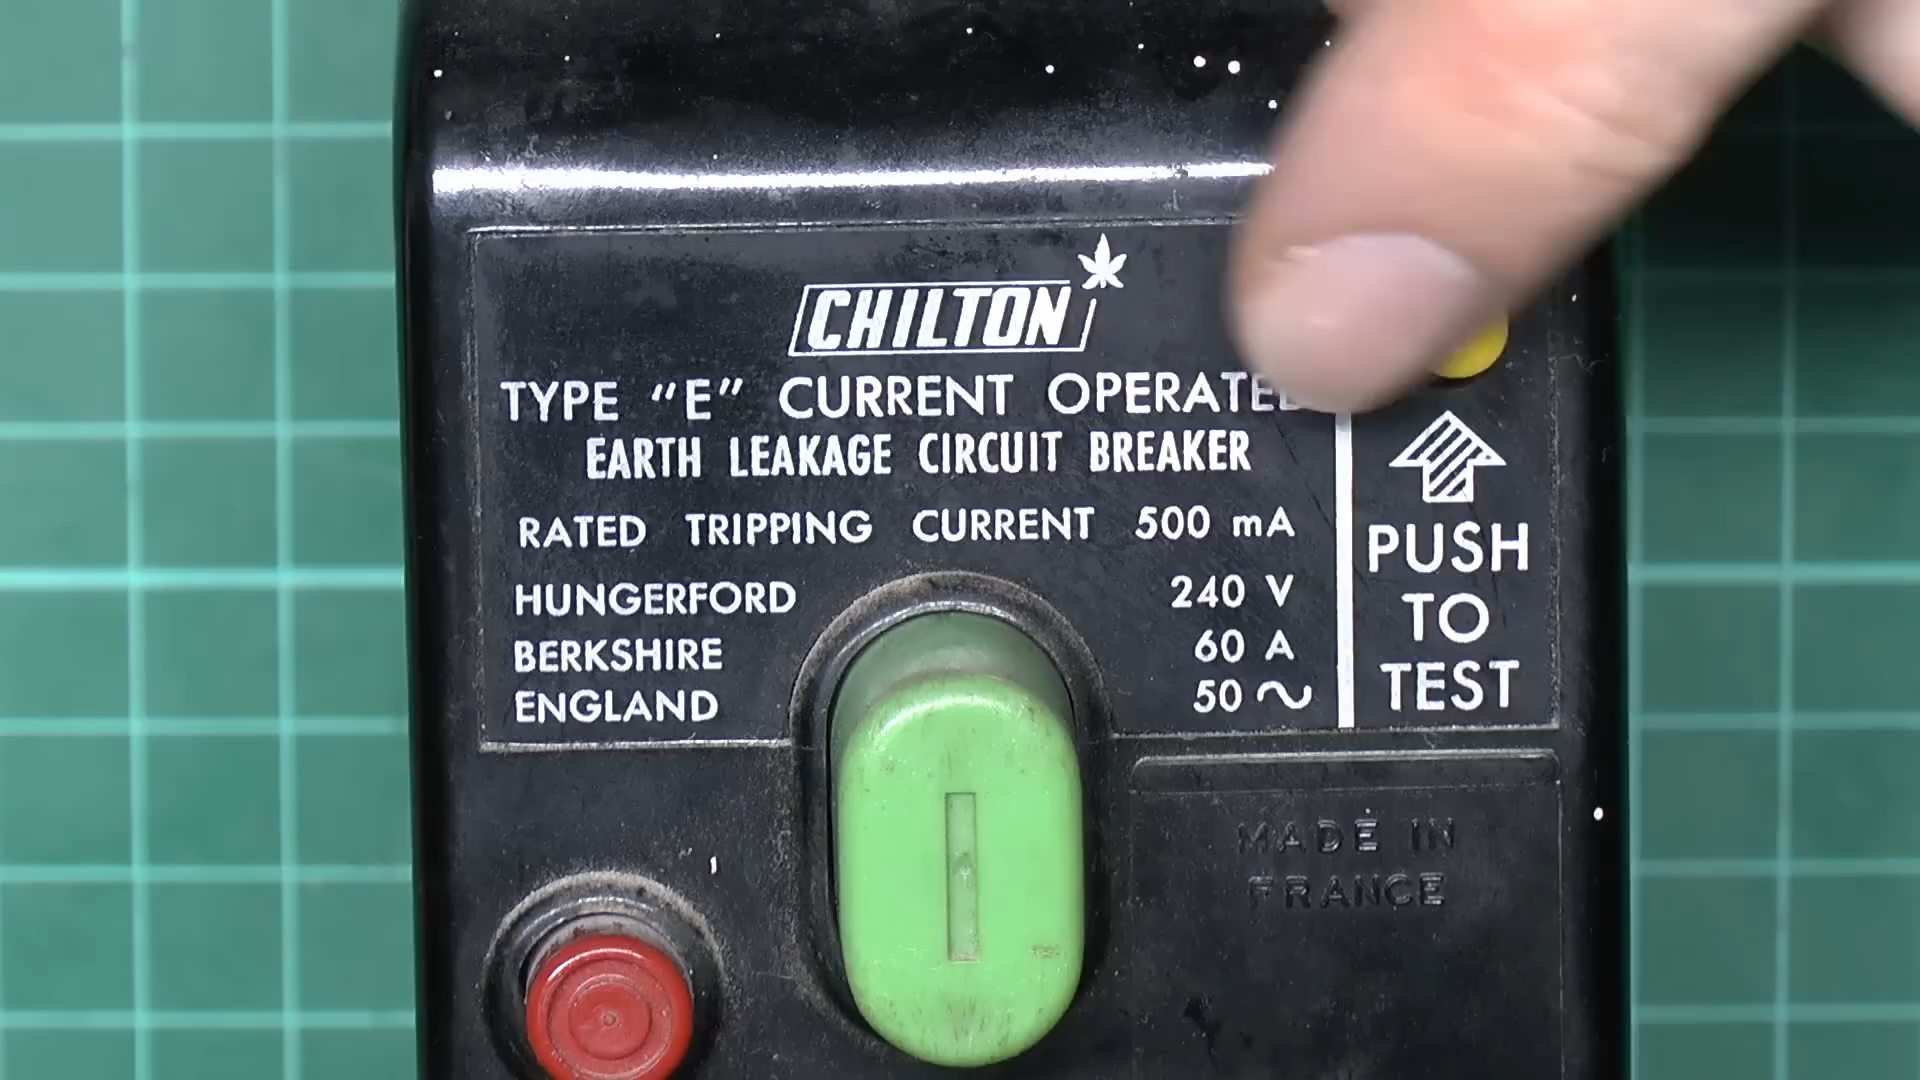 CHILTON
TYPE "E" CURRENT OPERATED
EARTH LEAKAGE CIRCUIT BREAKER
RATED TRIPPING CURRENT 500 mA
HUNGERFORD
BERKSHIRE
ENGLAND
240 V
60 A
50 ~
PUSH
TO
TEST
MADE IN
FRANCE